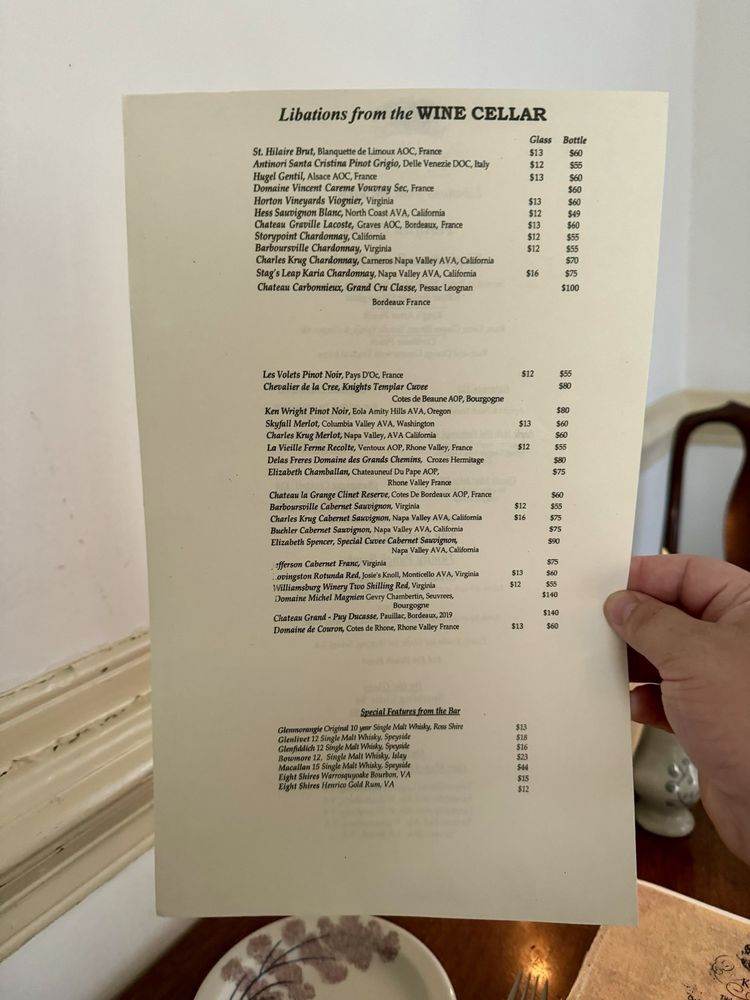 Libations from the WINE CELLAR
Glass Bottle
St. Hilaire Brut, Blanquette de Limoux AOC, France $13 $60
Antinori Santa Cristina Pinot Grigio, Delle Venezie DOC, Italy $12 $55
Hugel Gentil, Alsace AOC, France $13 $60
Domaine Vincent Careme Vouvray Sec, France $60
Horton Vineyards Viognier, Virginia $13 $60
Hess Sauvignon Blanc, North Coast AVA, California $12 $49
Chateau Graville Lacoste, Graves AOC, Bordeaux, France $13 $60
Storypoint Chardonnay, California $12 $55
Barboursville Chardonnay, Virginia $12 $55
Charles Krug Chardonnay, Carneros Napa Valley AVA, California $70
Stag's Leap Karia Chardonnay, Napa Valley AVA, California $16 $75
Chateau Carbonnieux, Grand Cru Classe, Pessac Leognan $100
Bordeaux France
Les Volets Pinot Noir, Pays D'Oc, France $12 $55
Chevalier de la Cree, Knights Templar Cuvee $80
Cotes de Beaune AOP, Bourgogne
Ken Wright Pinot Noir, Eola Amity Hills AVA, Oregon $80
Skyfall Merlot, Columbia Valley AVA, Washington $13 $60
Charles Krug Merlot, Napa Valley, AVA California $60
La Vieille Ferme Recolte, Ventoux AOP, Rhone Valley, France $12 $55
Delas Freres Domaine des Grands Chemins, Crozes Hermitage $80
Elizabeth Chamballan, Chateauneuf Du Pape AOP, $75
Rhone Valley France
Chateau la Grange Clinet Reserve, Cotes De Bordeaux AOP, France $60
Barboursville Cabernet Sauvignon, Virginia $12 $55
Charles Krug Cabernet Sauvignon, Napa Valley AVA, California $16 $75
Buehler Cabernet Sauvignon, Napa Valley AVA, California $75
Elizabeth Spencer, Special Cuvee Cabernet Sauvignon, $90
Napa Valley AVA, California
efferson Cabernet Franc, Virginia $75
ovingston Rotunda Red, Josie's Knoll, Monticello AVA, Virginia $13 $60
Williamsburg Winery Two Shilling Red, Virginia $12 $55
Domaine Michel Magnien Gevry Chambertin, Seuvrees, $140
Bourgogne
Chateau Grand - Puy Ducasse, Pauillac, Bordeaux, 2019 $140
Domaine de Couron, Cotes de Rhone, Rhone Valley France $13 $60
Special Features from the Bar
Glenmorangie Original 10 year Single Malt Whisky, Ross Shire $13
Glenlivet 12 Single Malt Whisky, Speyside $18
Glenfiddich 12 Single Malt Whisky, Speyside $16
Bowmore 12, Single Malt Whisky, Islay $23
Macallan 15 Single Malt Whisky, Speyside $44
Eight Shires Warrosquyoake Bourbon, VA $15
Eight Shires Henrico Gold Rum, VA $12